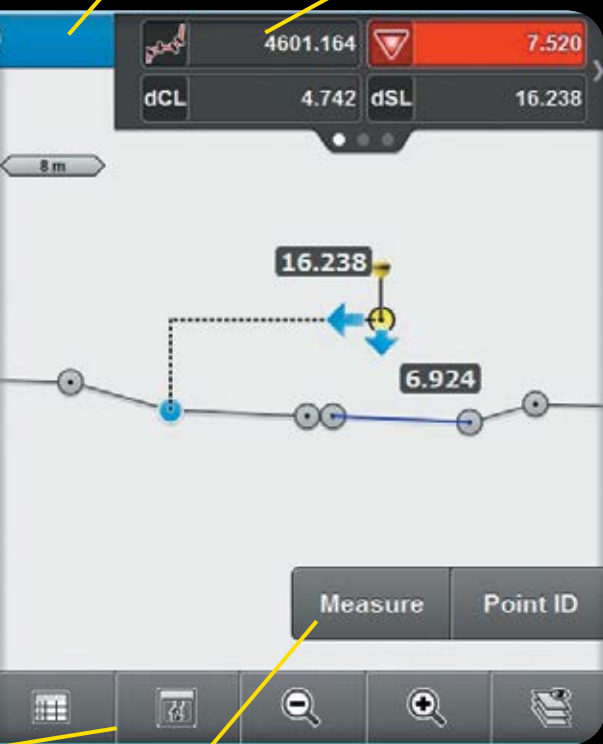 4601.164 7.520
dCL 4.742 dSL 16.238
8 m
16.238
6.924
Measure Point ID